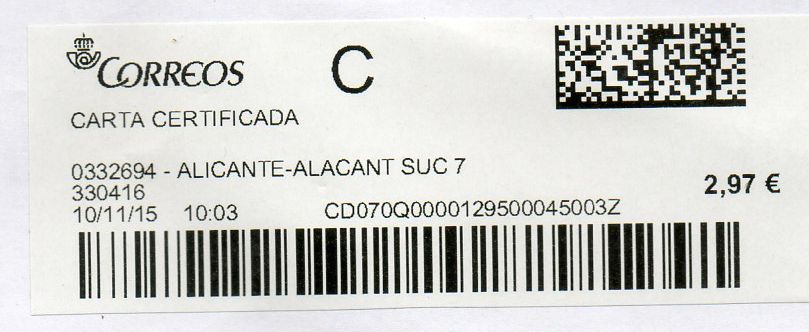 CORREOS
C
CARTA CERTIFICADA
0332694 - ALICANTE-ALACANT SUC 7
330416
2,97 €
10/11/15 10:03 CD070Q0000129500045003Z